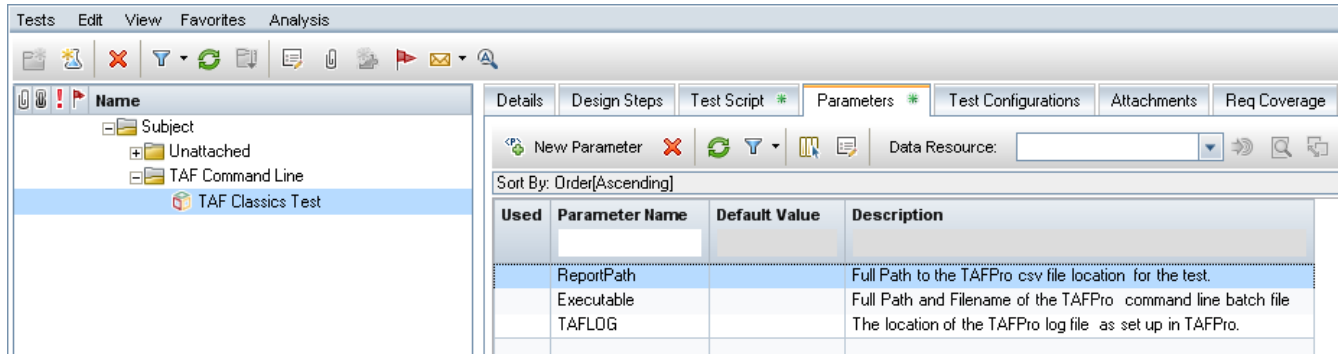 Tests Edit View Favorites Analysis
Name
Subject
Unattached
TAF Command Line
TAF Classics Test
Details Design Steps Test Script * Parameters * Test Configurations Attachments Req Coverage
New Parameter Data Resource:
Sort By: Order[Ascending]
Used Parameter Name Default Value Description
ReportPath Full Path to the TAFPro csv file location for the test.
Executable Full Path and Filename of the TAFPro command line batch file
TAFLOG The location of the TAFPro log file as set up in TAFPro.